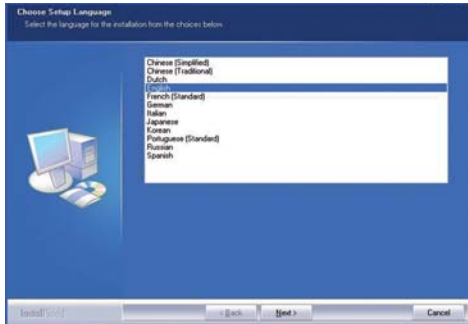 Choose Setup Language
Select the language for the installation from the choices below.
Chinese (Simplified)
Chinese (Traditional)
Dutch
English
French (Standard)
German
Italian
Japanese
Korean
Portuguese (Standard)
Russian
Spanish
InstallShield
< Back
Next >
Cancel